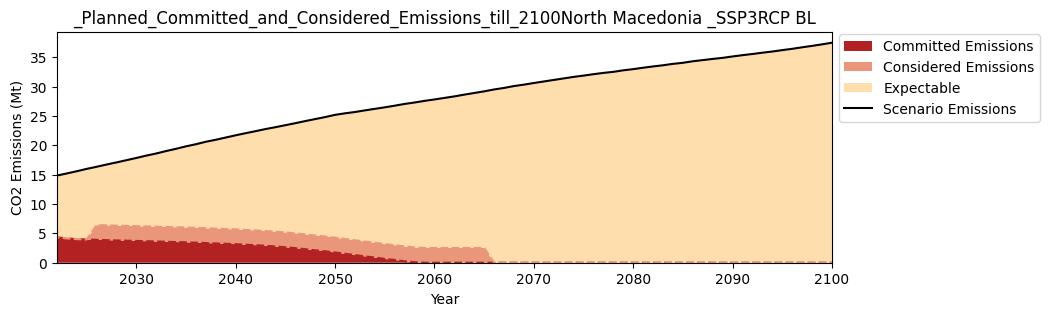 _Planned_Committed_and_Considered_Emissions_till_2100North Macedonia _SSP3RCP BL
CO2 Emissions (Mt)
35
30
25
20
15
10
5
0
2030 2040 2050 2060 2070 2080 2090 2100
Year
Committed Emissions
Considered Emissions
Expectable
Scenario Emissions